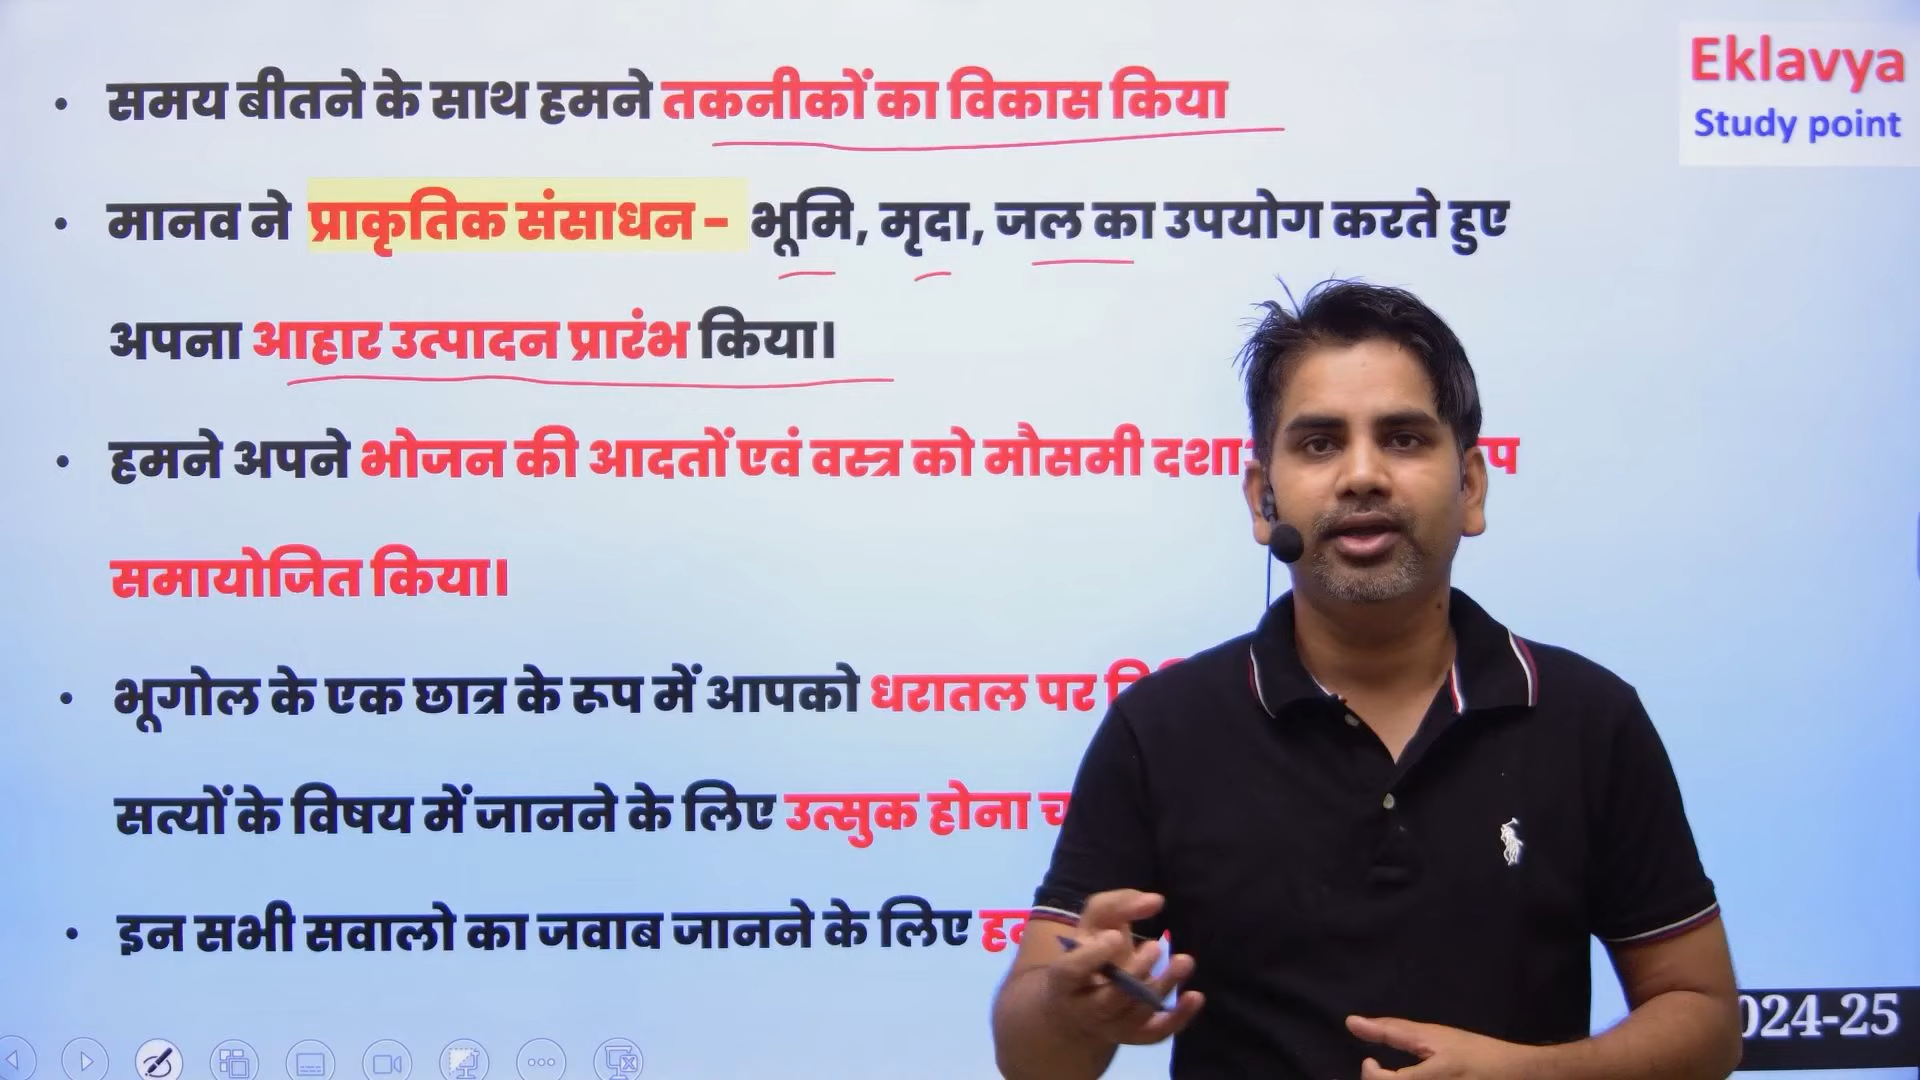 Eklavya
Study point
• समय बीतने के साथ हमने तकनीकों का विकास किया
• मानव ने प्राकृतिक संसाधन - भूमि, मृदा, जल का उपयोग करते हुए
अपना आहार उत्पादन प्रारंभ किया।
• हमने अपने भोजन की आदतों एवं वस्त्र को मौसमी
समायोजित किया।
• भूगोल के एक छात्र के रूप में आपको धरातल पर
सत्यों के विषय में जानने के लिए उत्सुक होना
• इन सभी सवालो का जवाब जानने के लिए
024-25